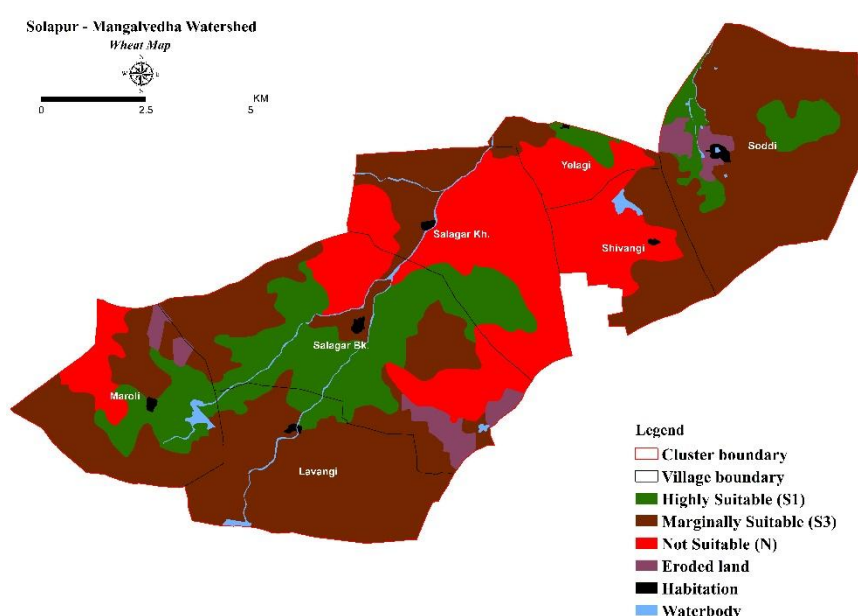 Solapur - Mangalvedha Watershed
Wheat Map
N
W
S
KM
0 2.5 5
Soddi
Yelagi
Salagar Kh.
Shivangi
Salagar Bk.
Maroli
Lavangi
Legend
Cluster boundary
Village boundary
Highly Suitable (S1)
Marginally Suitable (S3)
Not Suitable (N)
Eroded land
Habitation
Waterbody